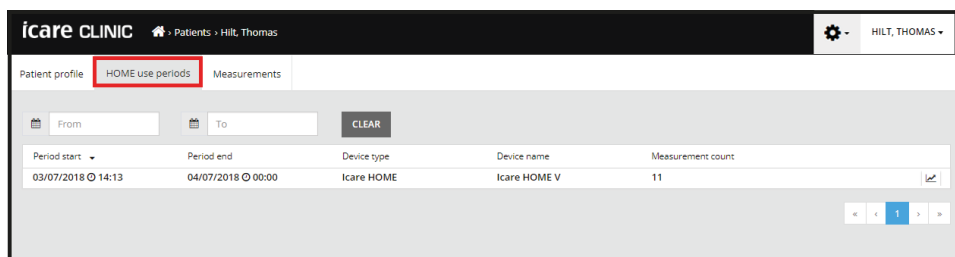 icare CLINIC › Patients › Hilt, Thomas HILT, THOMAS
Patient profile HOME use periods Measurements
From To CLEAR
Period start Period end Device type Device name Measurement count
03/07/2018 14:13 04/07/2018 00:00 Icare HOME Icare HOME V 11
« ‹ 1 › »